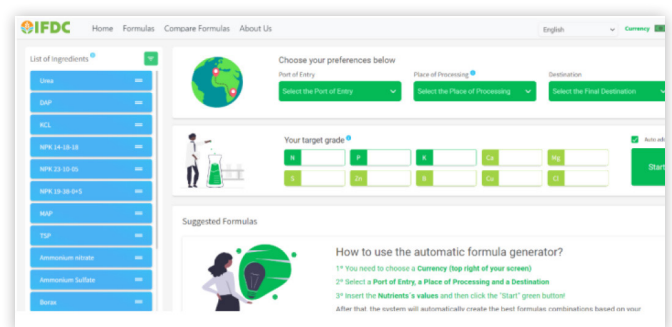 IFDC
Home Formulas Compare Formulas About Us
English
Currency
List of Ingredients
Urea
DAP
KCL
NPK 14-18-18
NPK 23-10-05
NPK 19-38-0+5
MAP
TSP
Ammonium nitrate
Ammonium Sulfate
Borax
Choose your preferences below
Port of Entry
Select the Port of Entry
Place of Processing
Select the Place of Processing
Destination
Select the Final Destination
Your target grade
N P K Ca Mg
S Zn B Cu Cl
Auto
Start
Suggested Formulas
How to use the automatic formula generator?
1* You need to choose a Currency (top right of your screen)
2* Select a Port of Entry, a Place of Processing and a Destination
3* Insert the Nutrients´s values and then click the "Start" green button!
After that, the system will automatically create the best formulas combinations based on your